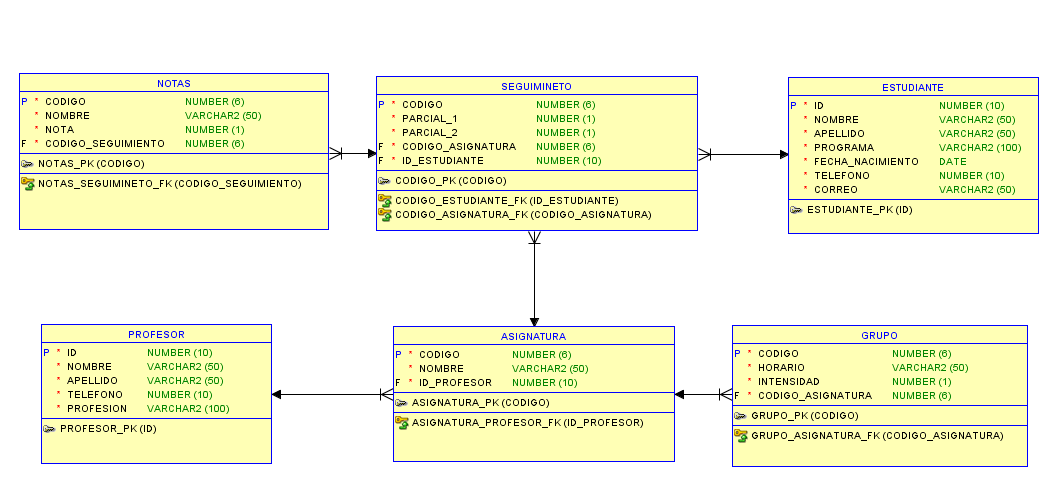 NOTAS
P * CODIGO NUMBER (6)
* NOMBRE VARCHAR2 (50)
* NOTA NUMBER (1)
F * CODIGO_SEGUIMIENTO NUMBER (6)
NOTAS_PK (CODIGO)
NOTAS_SEGUIMINETO_FK (CODIGO_SEGUIMIENTO)
SEGUIMINETO
P * CODIGO NUMBER (6)
* PARCIAL_1 NUMBER (1)
* PARCIAL_2 NUMBER (1)
F * CODIGO_ASIGNATURA NUMBER (6)
F * ID_ESTUDIANTE NUMBER (10)
CODIGO_PK (CODIGO)
CODIGO_ESTUDIANTE_FK (ID_ESTUDIANTE)
CODIGO_ASIGNATURA_FK (CODIGO_ASIGNATURA)
ESTUDIANTE
P * ID NUMBER (10)
* NOMBRE VARCHAR2 (50)
* APELLIDO VARCHAR2 (50)
* PROGRAMA VARCHAR2 (100)
* FECHA_NACIMIENTO DATE
* TELEFONO NUMBER (10)
* CORREO VARCHAR2 (50)
ESTUDIANTE_PK (ID)
PROFESOR
P * ID NUMBER (10)
* NOMBRE VARCHAR2 (50)
* APELLIDO VARCHAR2 (50)
* TELEFONO NUMBER (10)
* PROFESION VARCHAR2 (100)
PROFESOR_PK (ID)
ASIGNATURA
P * CODIGO NUMBER (6)
* NOMBRE VARCHAR2 (50)
F * ID_PROFESOR NUMBER (10)
ASIGNATURA_PK (CODIGO)
ASIGNATURA_PROFESOR_FK (ID_PROFESOR)
GRUPO
P * CODIGO NUMBER (6)
* HORARIO VARCHAR2 (50)
* INTENSIDAD NUMBER (1)
F * CODIGO_ASIGNATURA NUMBER (6)
GRUPO_PK (CODIGO)
GRUPO_ASIGNATURA_FK (CODIGO_ASIGNATURA)